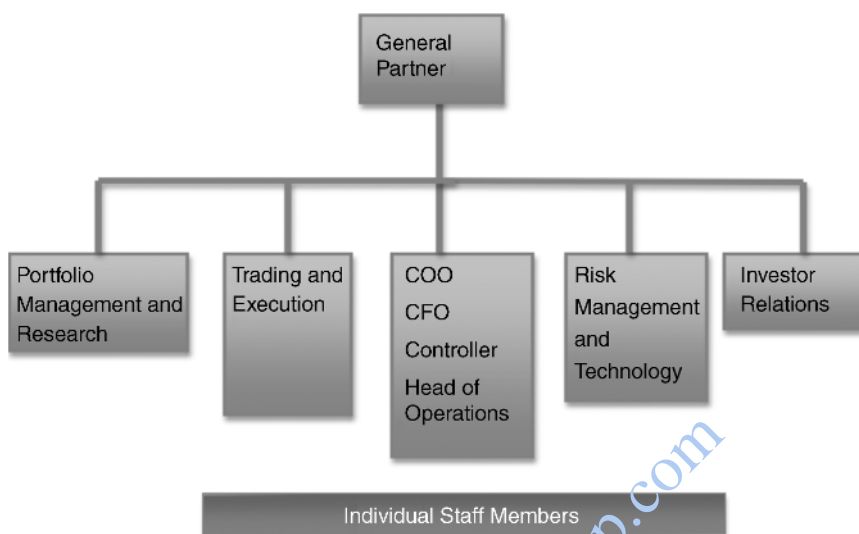 General
Partner
Portfolio
Management and
Research
Trading and
Execution
COO
CFO
Controller
Head of
Operations
Risk
Management
and
Technology
Investor
Relations
Individual Staff Members
p.com